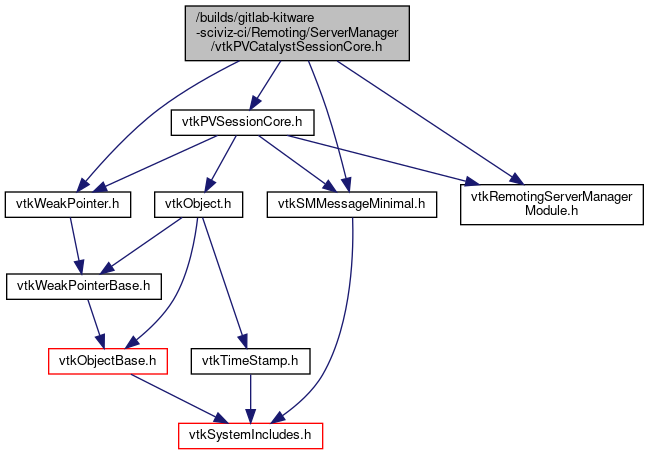 /builds/gitlab-kitware
-sciviz-ci/Remoting/ServerManager
/vtkPVCatalystSessionCore.h
vtkPVSessionCore.h
vtkWeakPointer.h
vtkObject.h
vtkSMMessageMinimal.h
vtkRemotingServerManager
Module.h
vtkWeakPointerBase.h
vtkObjectBase.h
vtkTimeStamp.h
vtkSystemIncludes.h